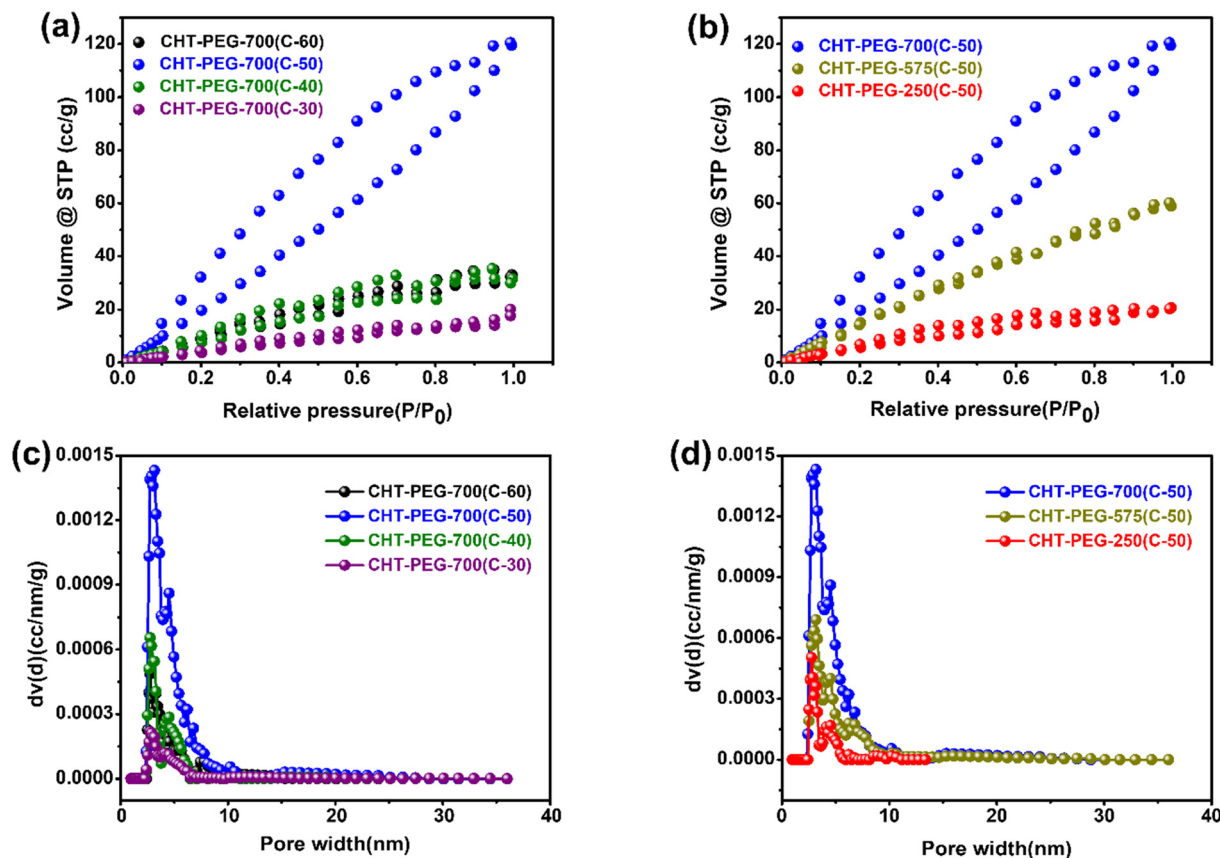 (a)
CHT-PEG-700(C-60)
CHT-PEG-700(C-50)
CHT-PEG-700(C-40)
CHT-PEG-700(C-30)
Volume @ STP (cc/g)
120
100
80
60
40
20
0
0.0 0.2 0.4 0.6 0.8 1.0
Relative pressure(P/P0)
(b)
CHT-PEG-700(C-50)
CHT-PEG-575(C-50)
CHT-PEG-250(C-50)
Volume @ STP (cc/g)
120
100
80
60
40
20
0
0.0 0.2 0.4 0.6 0.8 1.0
Relative pressure(P/P0)
(c)
CHT-PEG-700(C-60)
CHT-PEG-700(C-50)
CHT-PEG-700(C-40)
CHT-PEG-700(C-30)
dv(d)(cc/nm/g)
0.0015
0.0012
0.0009
0.0006
0.0003
0.0000
0 10 20 30 40
Pore width(nm)
(d)
CHT-PEG-700(C-50)
CHT-PEG-575(C-50)
CHT-PEG-250(C-50)
dv(d)(cc/nm/g)
0.0015
0.0012
0.0009
0.0006
0.0003
0.0000
0 10 20 30 40
Pore width(nm)